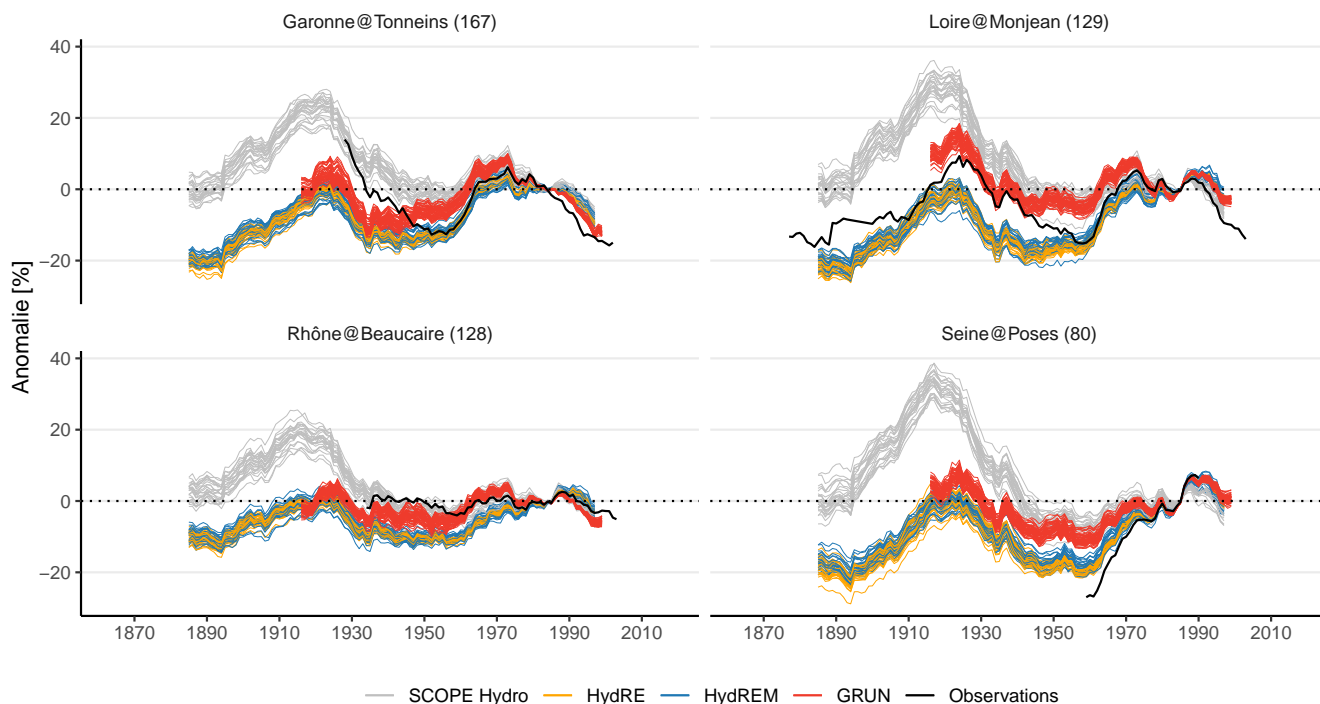 Garonne@Tonneins (167)
Loire@Monjean (129)
40
20
0
−20
Rhône@Beaucaire (128)
Seine@Poses (80)
40
20
0
−20
Anomalie [%]
1870 1890 1910 1930 1950 1970 1990 2010
1870 1890 1910 1930 1950 1970 1990 2010
SCOPE Hydro HydRE HydREM GRUN Observations